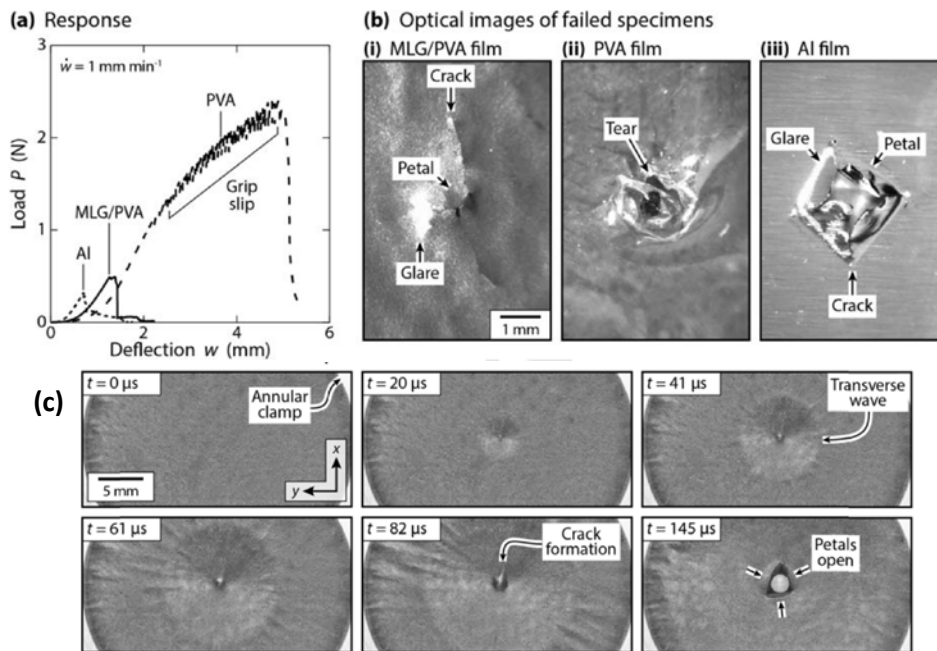 (a) Response
3
2
1
0
0
2
4
6
Load P (N)
Deflection w (mm)
ẇ = 1 mm min⁻¹
PVA
MLG/PVA
Al
Grip
slip
(b) Optical images of failed specimens
(i) MLG/PVA film
Crack
Petal
Glare
1 mm
(ii) PVA film
Tear
(iii) Al film
Glare
Petal
Crack
(c)
t = 0 µs
Annular
clamp
5 mm
x
y
t = 20 µs
t = 41 µs
Transverse
wave
t = 61 µs
t = 82 µs
Crack
formation
t = 145 µs
Petals
open